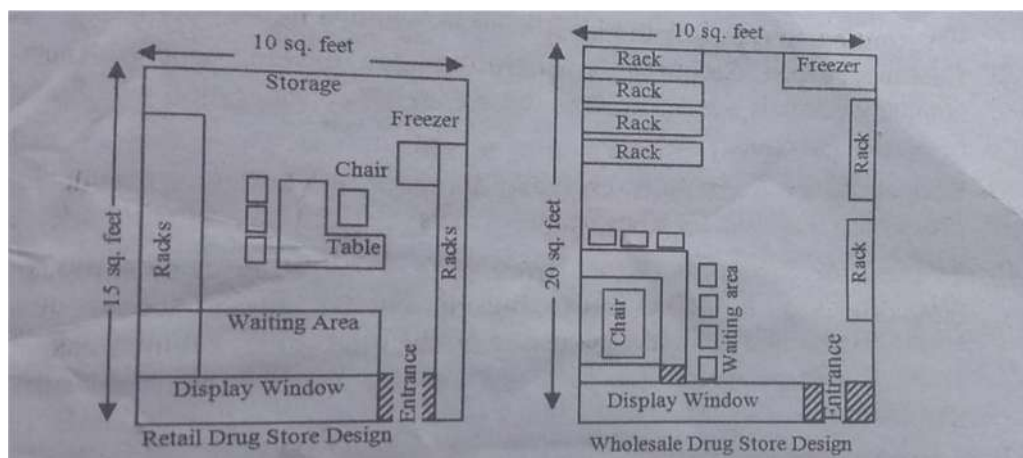 10 sq. feet
Storage
Freezer
Chair
15 sq. feet
Racks
Table
Racks
Waiting Area
Display Window
Entrance
Retail Drug Store Design
10 sq. feet
Rack
Freezer
Rack
Rack
Rack
Rack
20 sq. feet
Rack
Chair
Waiting area
Display Window
Entrance
Wholesale Drug Store Design